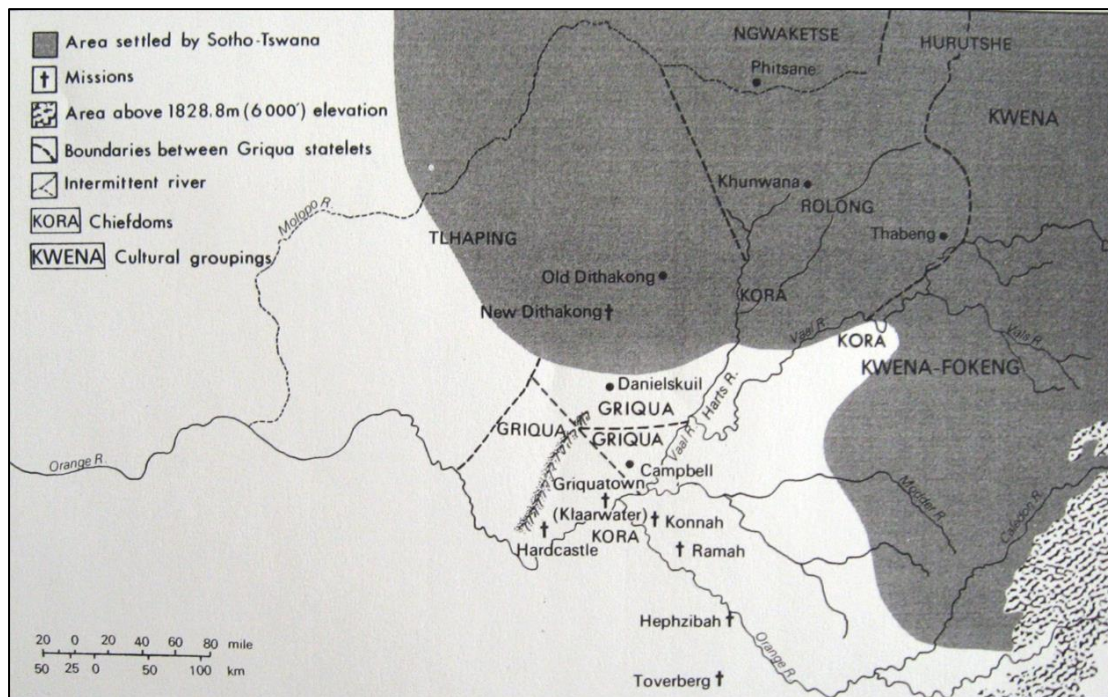 Area settled by Sotho-Tswana
Missions
Area above 1828.8m (6 000') elevation
Boundaries between Griqua statelets
Intermittent river
KORA Chiefdoms
KWENA Cultural groupings
NGWAKETSE
HURUTSHE
Phitsane
KWENA
Khunwana
ROLONG
Molopo R.
TLHAPING
Thabeng
Old Dithakong
KORA
New Dithakong
Vaal R.
KORA
Vals R.
KWENA-FOKENG
Danielskuil
Harts R.
GRIQUA
GRIQUA
GRIQUA
Vaal R.
Orange R.
Campbell
Griquatown
(Klaarwater)
Konnah
KORA
Modder R.
Caledon R.
Hardcastle
Ramah
Hephzibah
Orange R.
Toverberg
20 0 20 40 60 80 mile
50 25 0 50 100 km